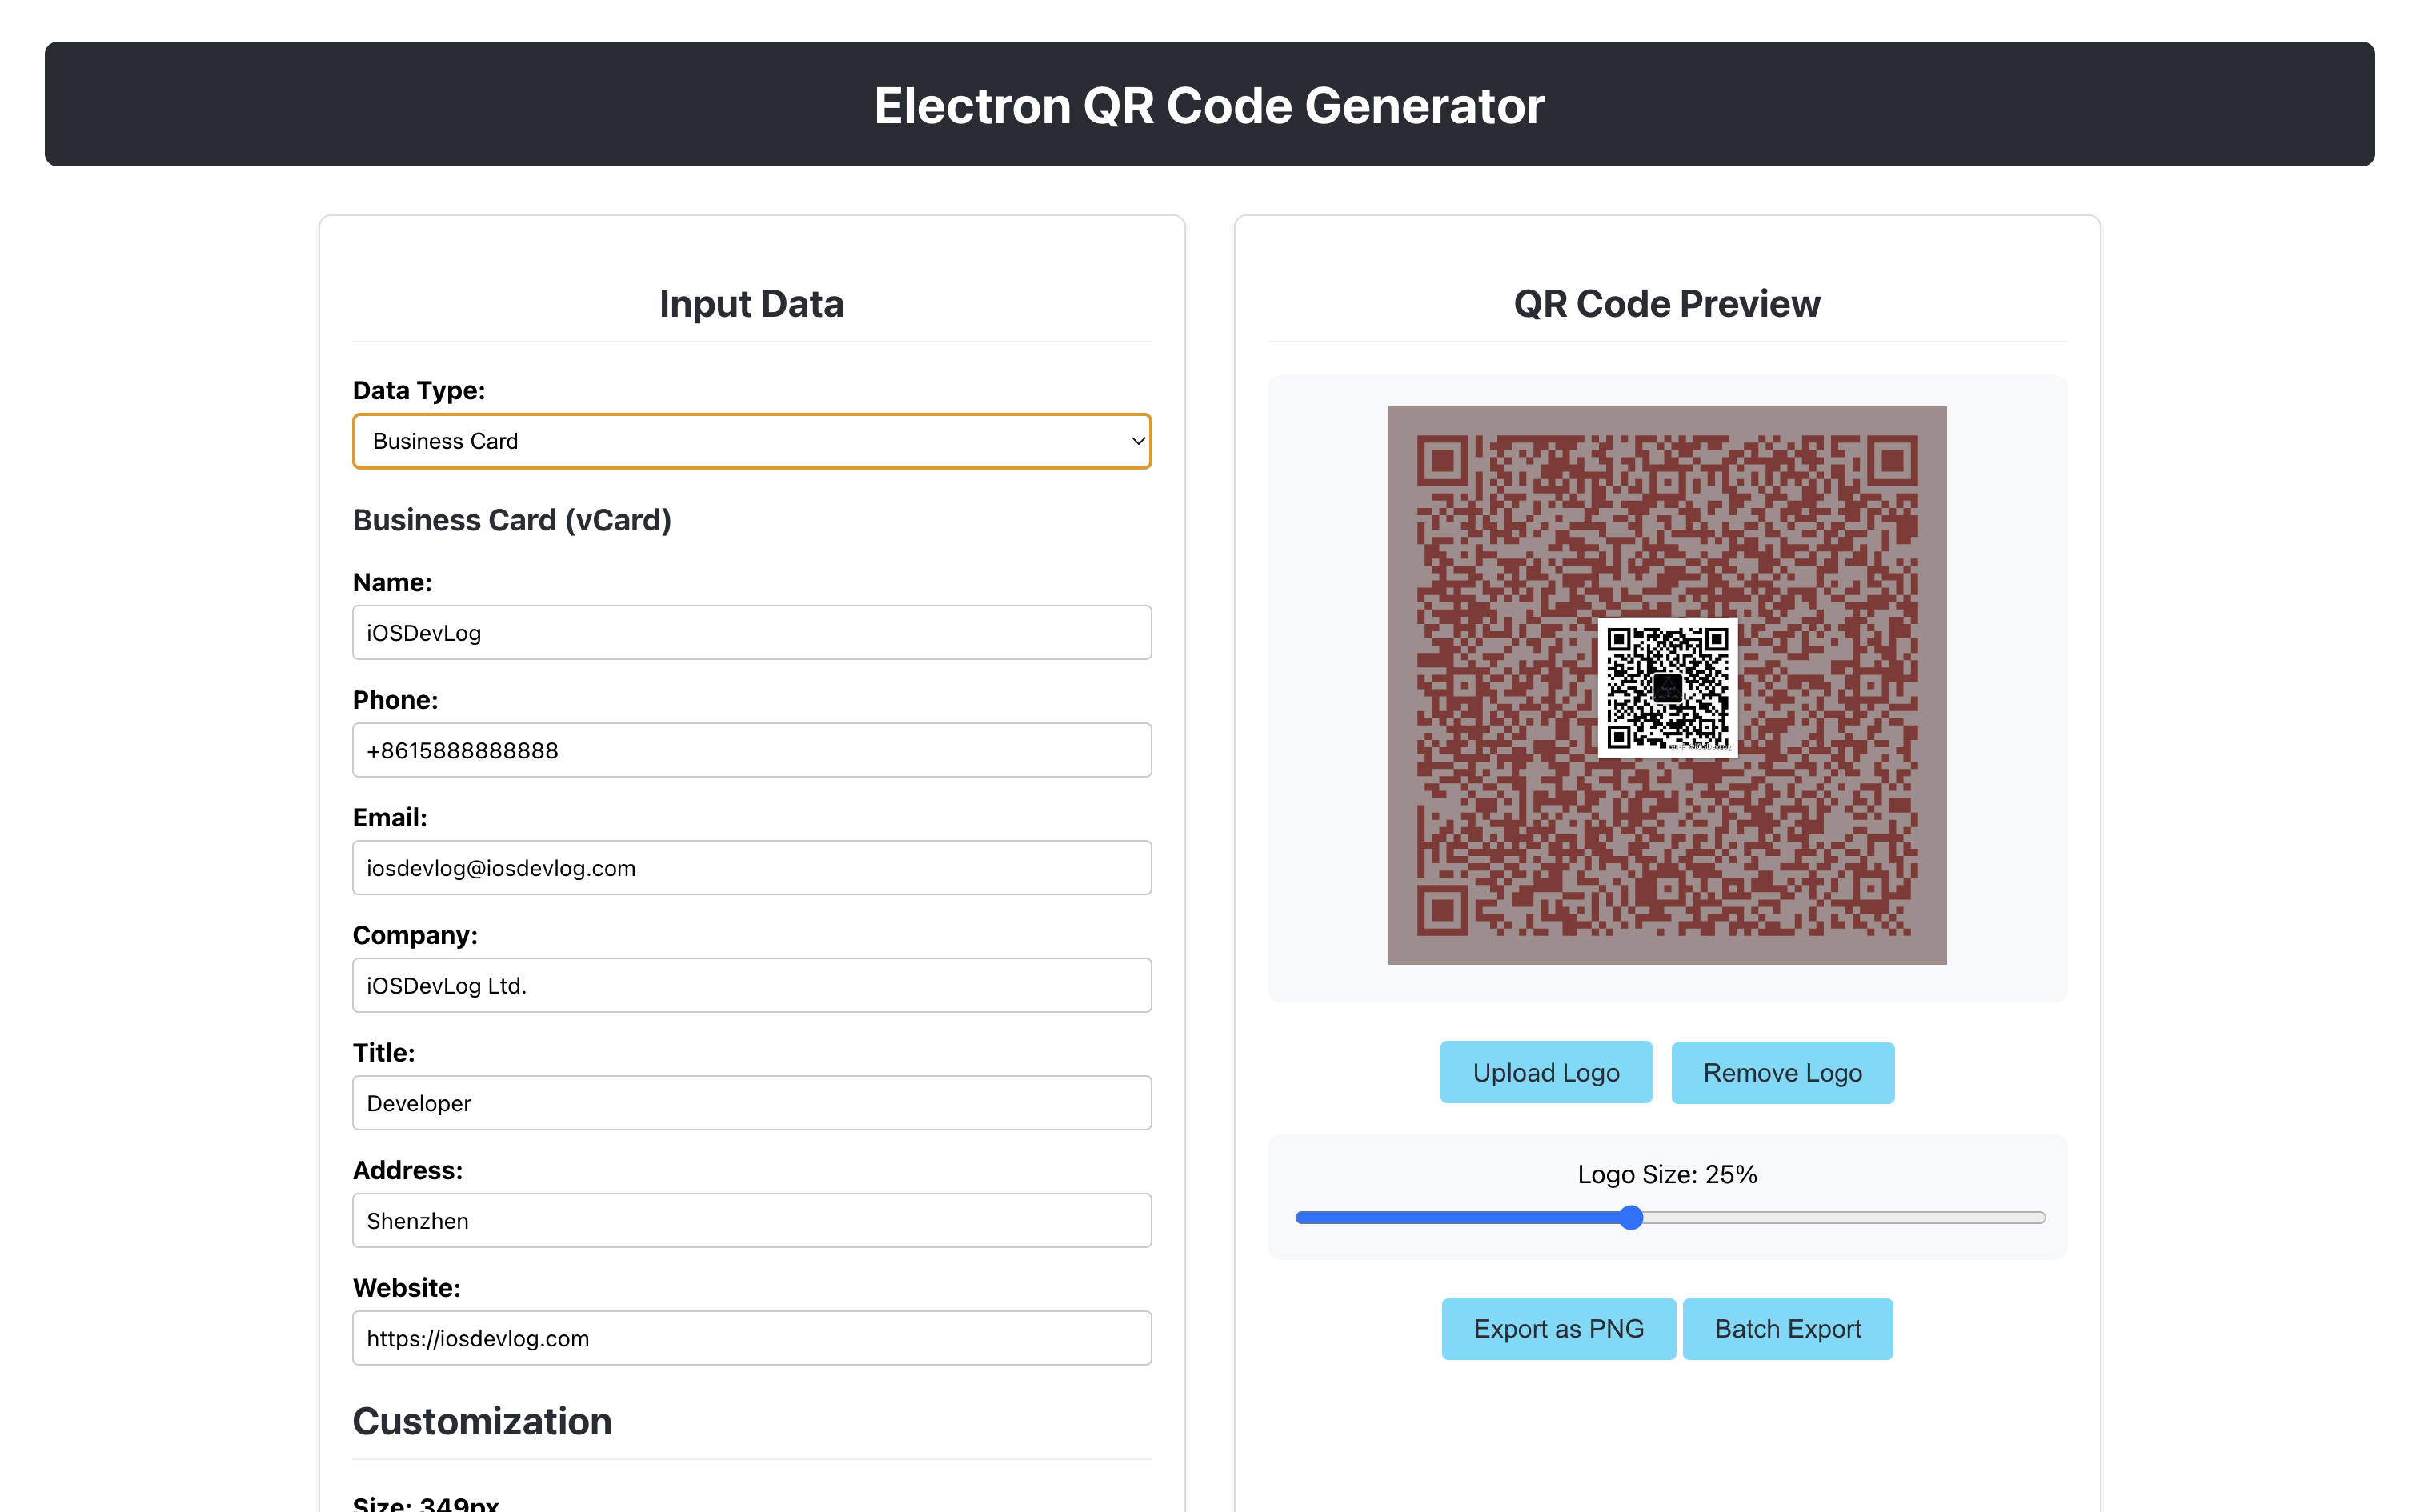 Electron QR Code Generator
Input Data
Data Type:
Business Card
Business Card (vCard)
Name:
iOSDevLog
Phone:
+8615888888888
Email:
iosdevlog@iosdevlog.com
Company:
iOSDevLog Ltd.
Title:
Developer
Address:
Shenzhen
Website:
https://iosdevlog.com
Customization
Size: 349px
QR Code Preview
Upload Logo
Remove Logo
Logo Size: 25%
Export as PNG
Batch Export